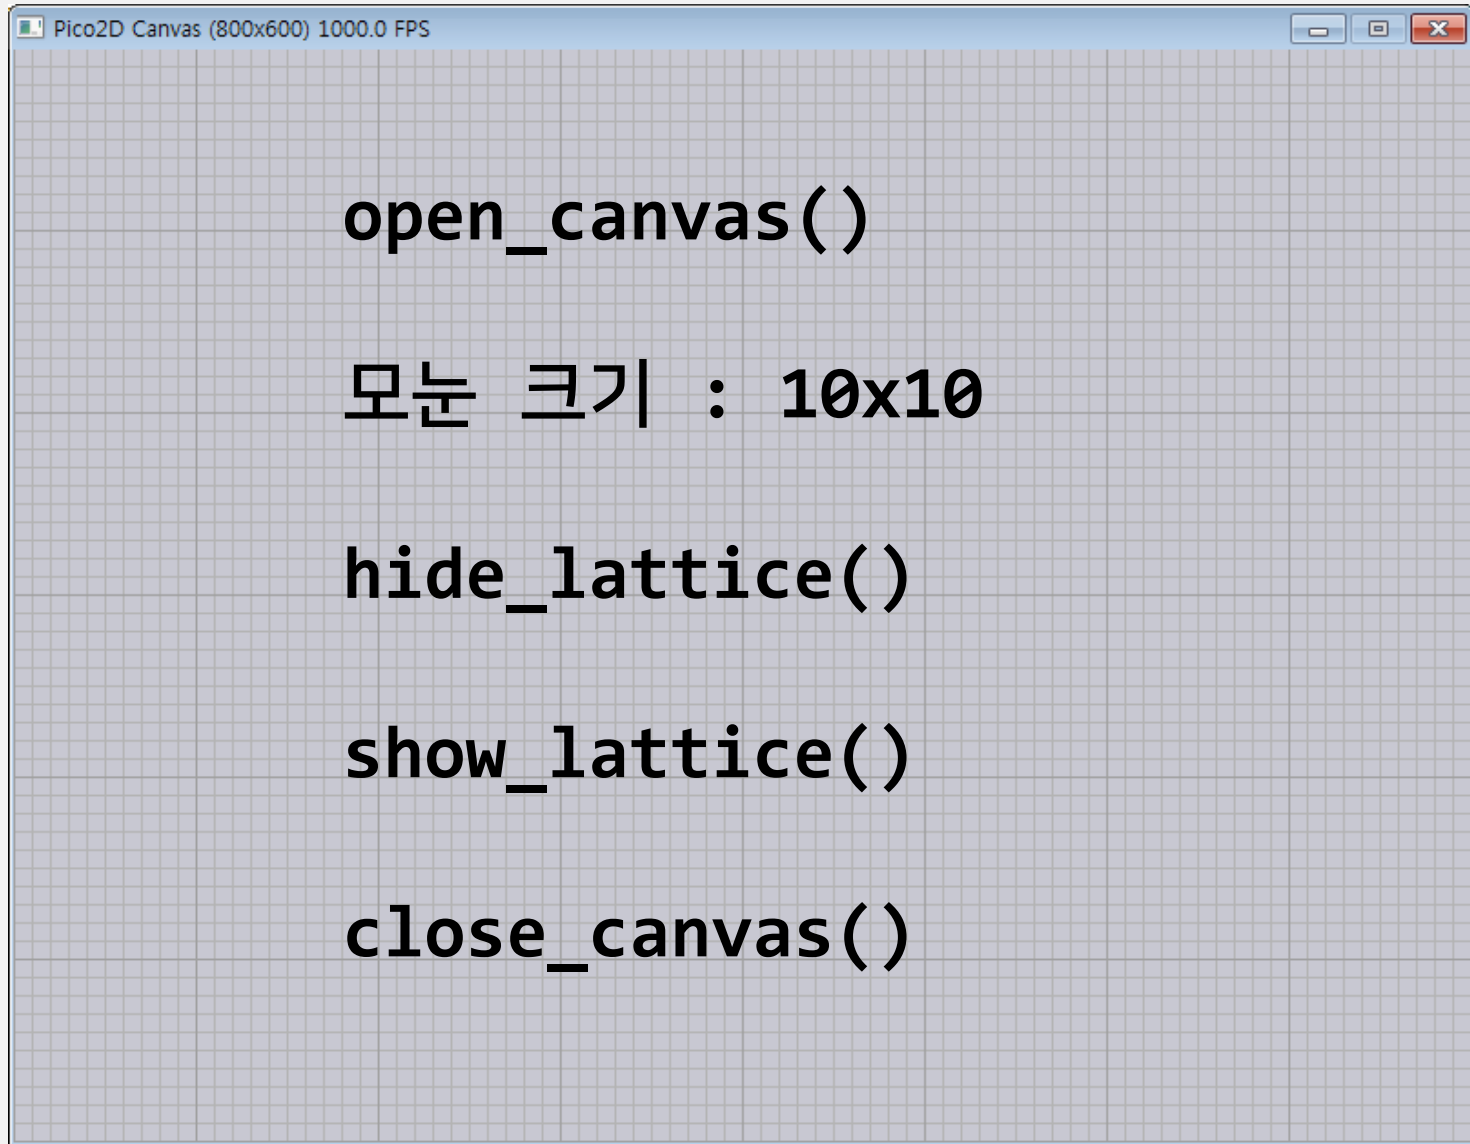 Pico2D Canvas (800x600) 1000.0 FPS
open_canvas()
모눈 크기 : 10x10
hide_lattice()
show_lattice()
close_canvas()